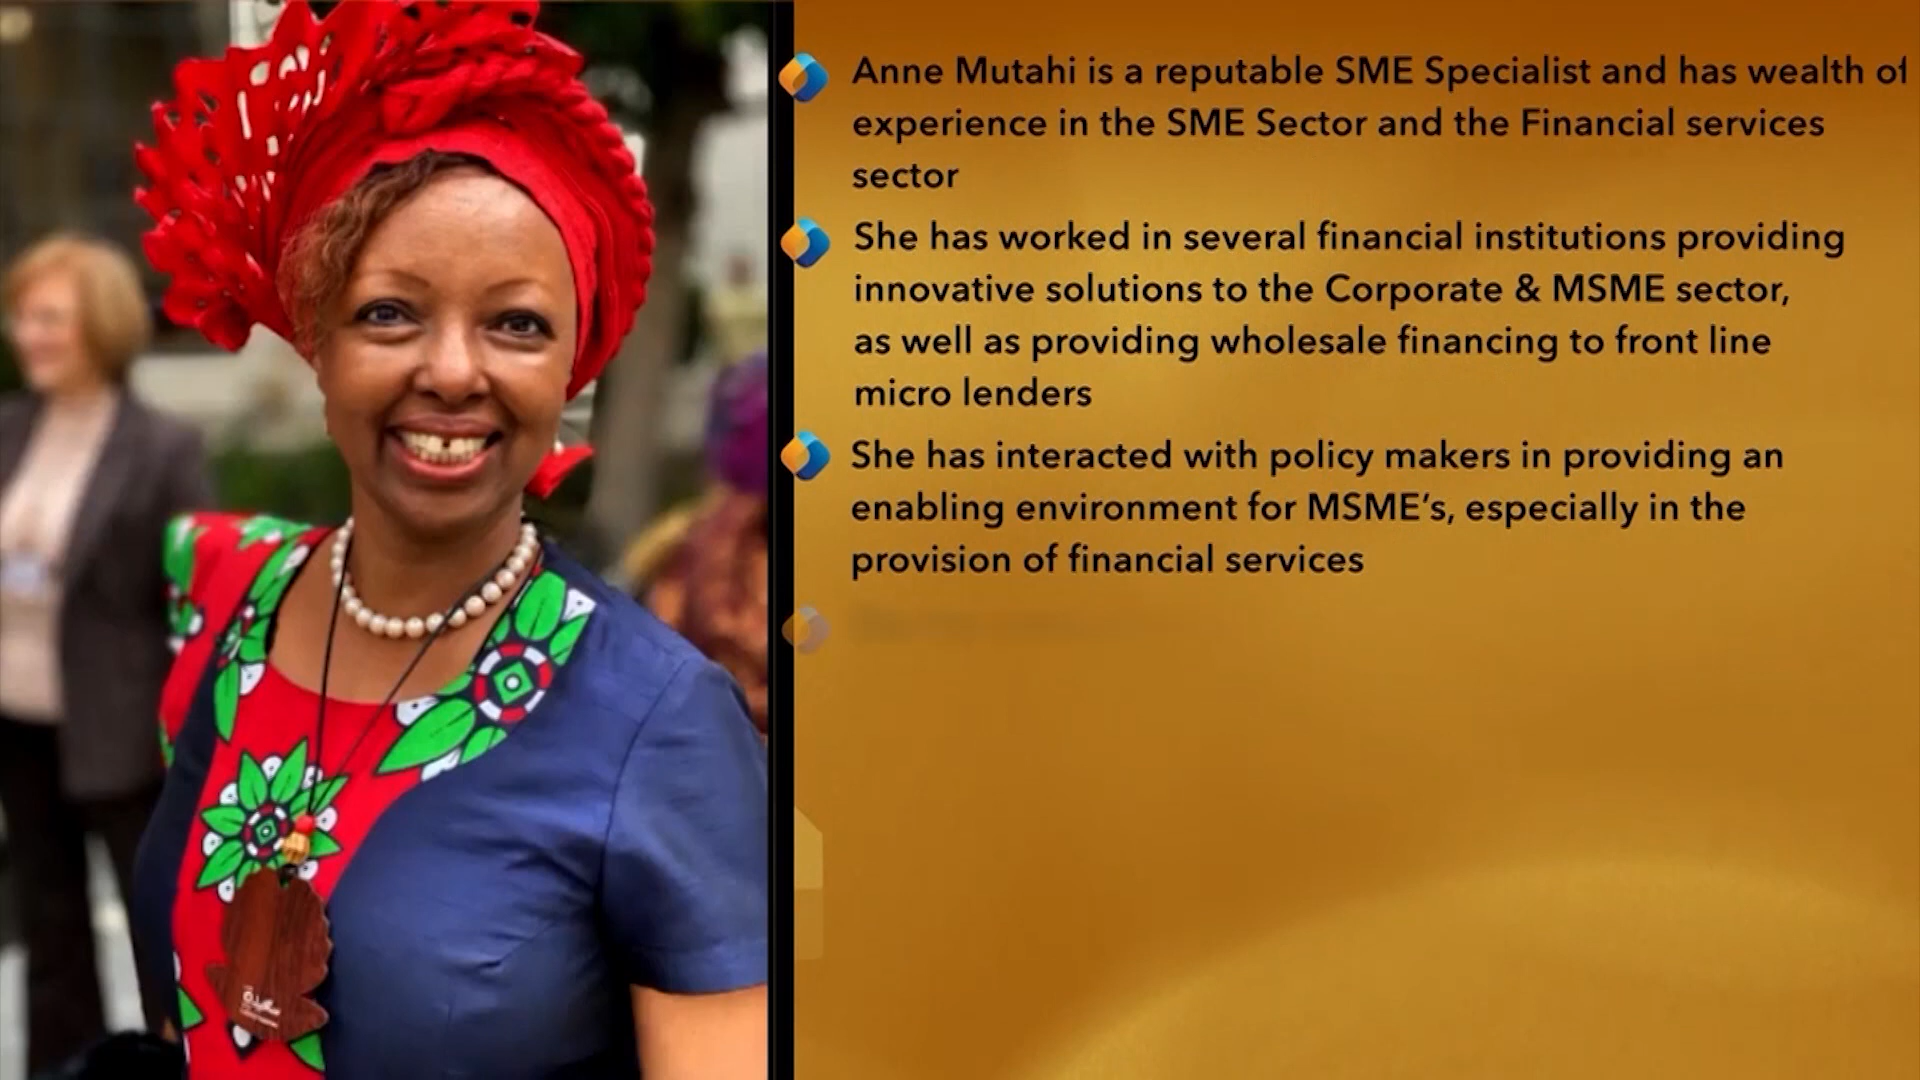 Anne Mutahi is a reputable SME Specialist and has wealth of
experience in the SME Sector and the Financial services
sector
She has worked in several financial institutions providing
innovative solutions to the Corporate & MSME sector,
as well as providing wholesale financing to front line
micro lenders
She has interacted with policy makers in providing an
enabling environment for MSME‘s, especially in the
provision of financial services